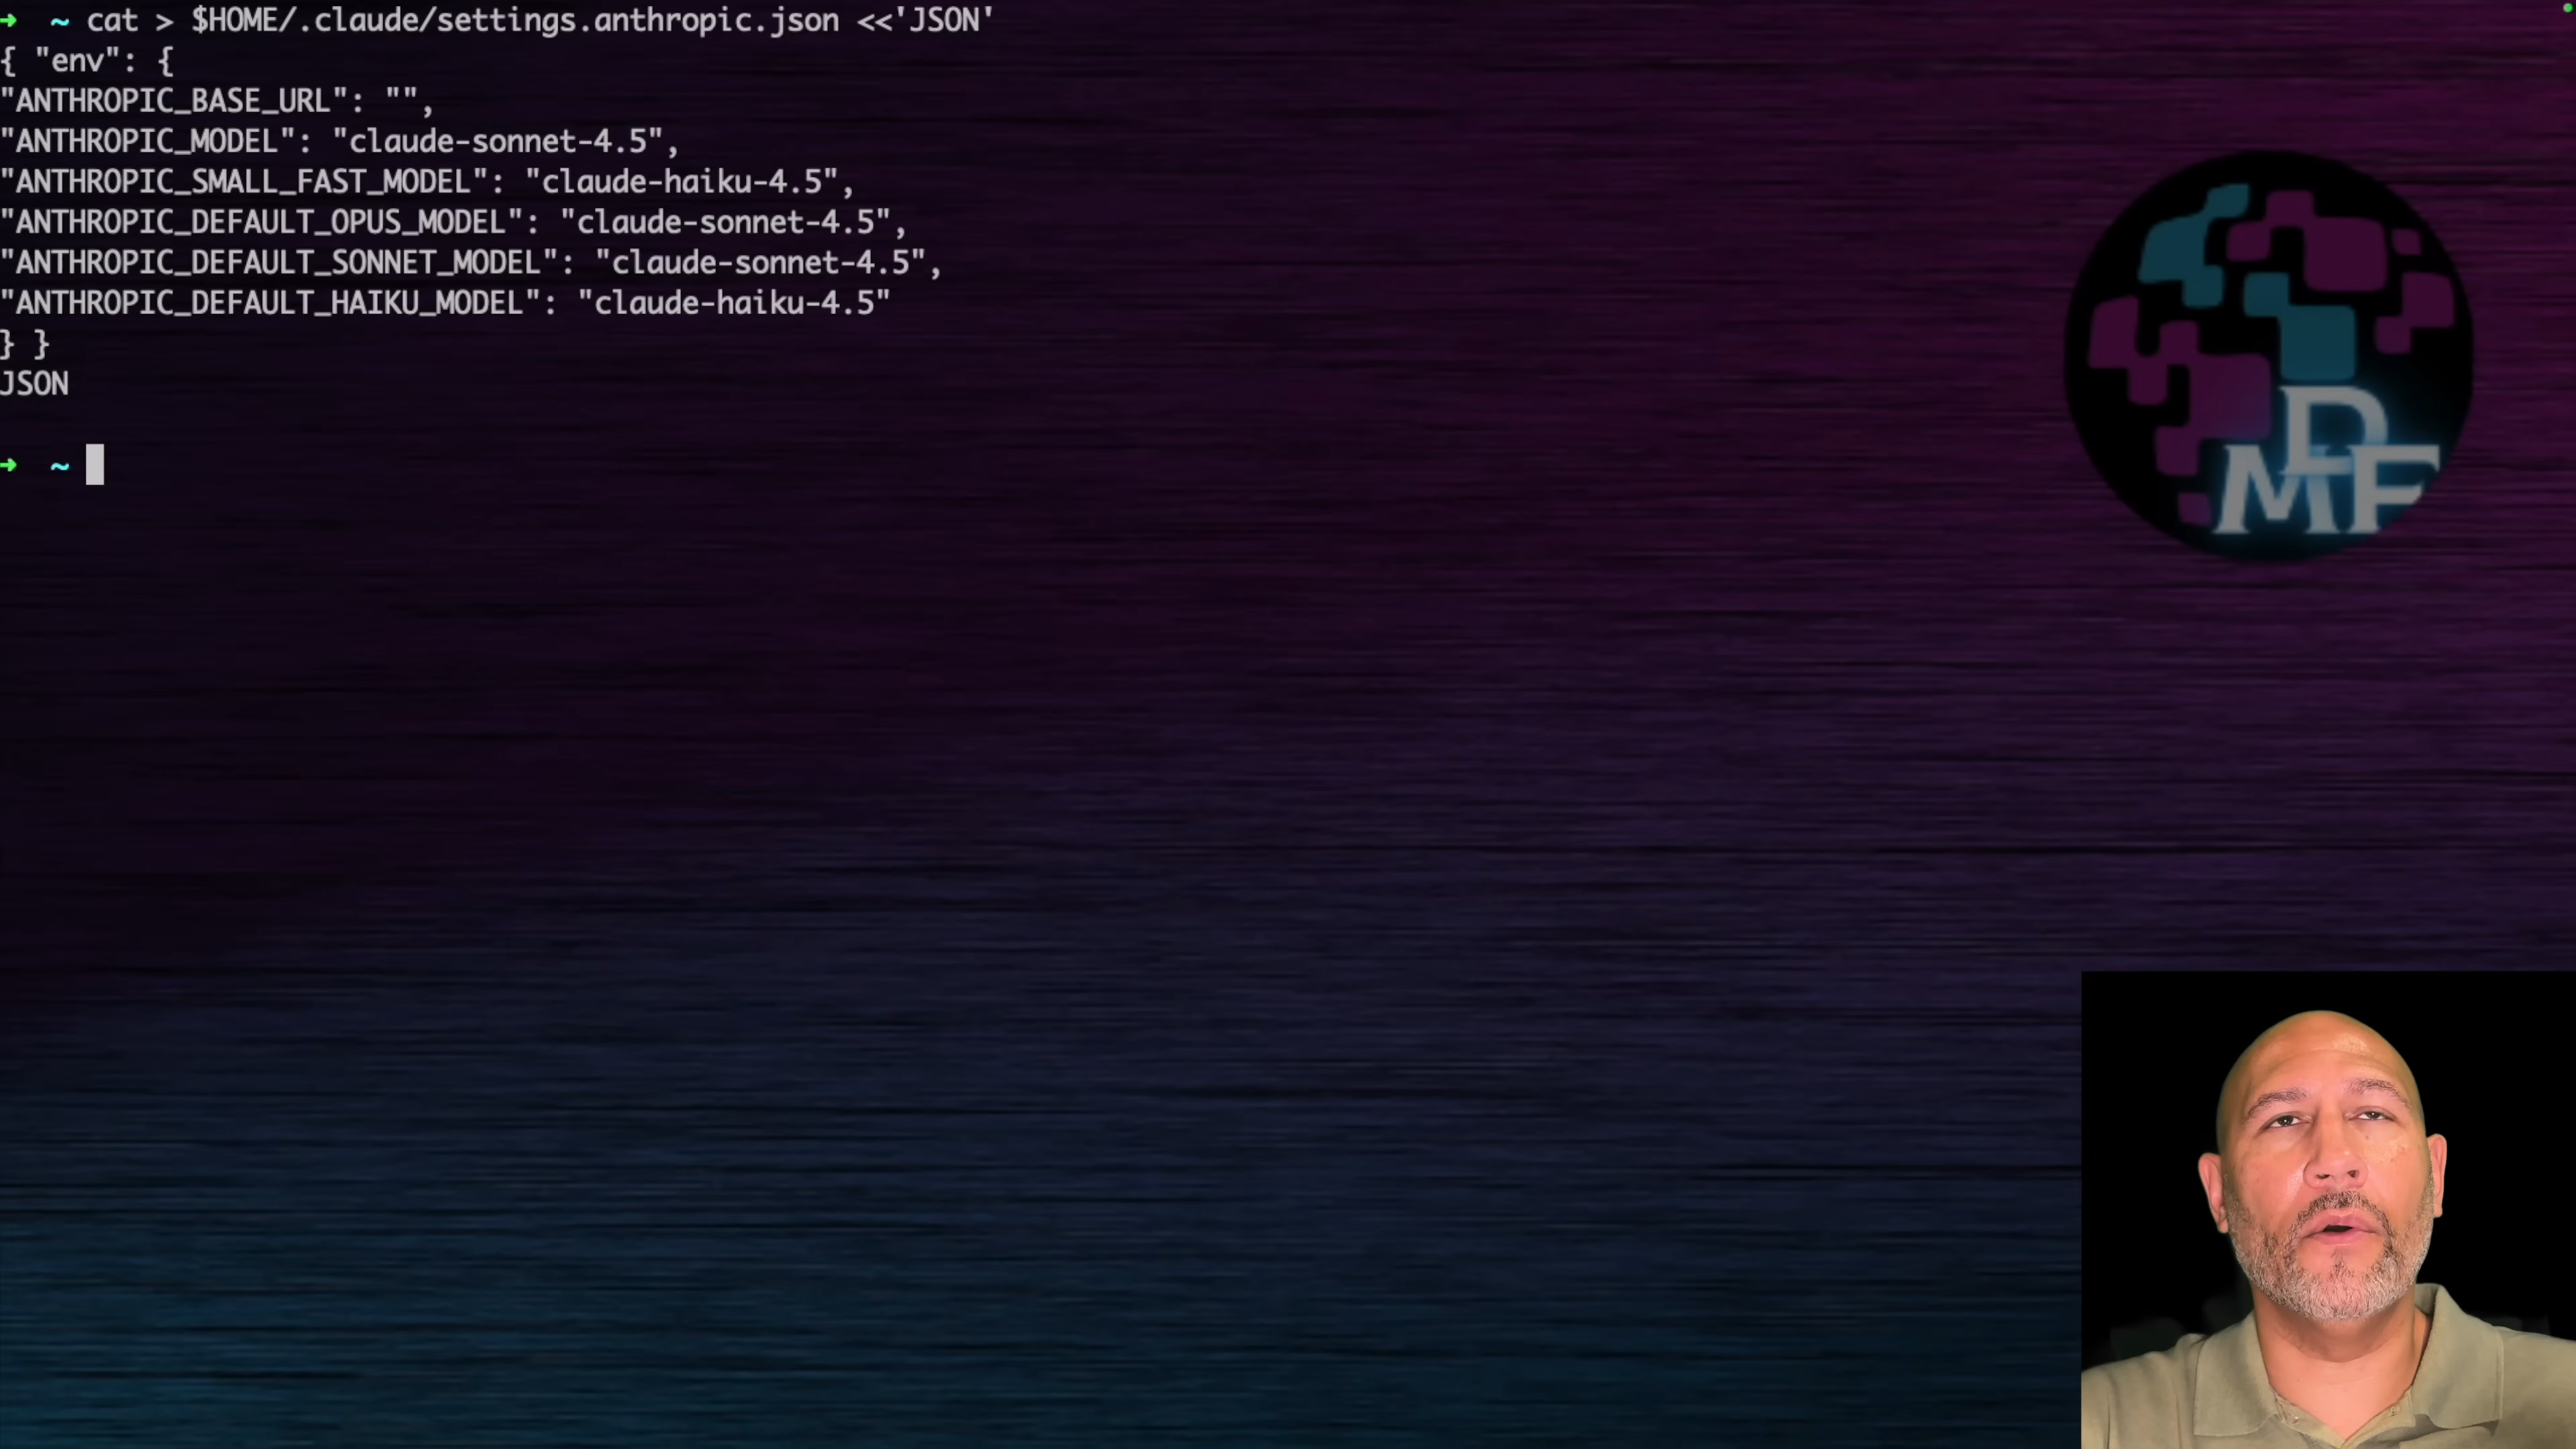 ➜ ~ cat > $HOME/.claude/settings.anthropic.json <<'JSON'
{ "env": {
"ANTHROPIC_BASE_URL": "",
"ANTHROPIC_MODEL": "claude-sonnet-4.5",
"ANTHROPIC_SMALL_FAST_MODEL": "claude-haiku-4.5",
"ANTHROPIC_DEFAULT_OPUS_MODEL": "claude-sonnet-4.5",
"ANTHROPIC_DEFAULT_SONNET_MODEL": "claude-sonnet-4.5",
"ANTHROPIC_DEFAULT_HAIKU_MODEL": "claude-haiku-4.5"
} }
JSON
➜ ~
D
MF